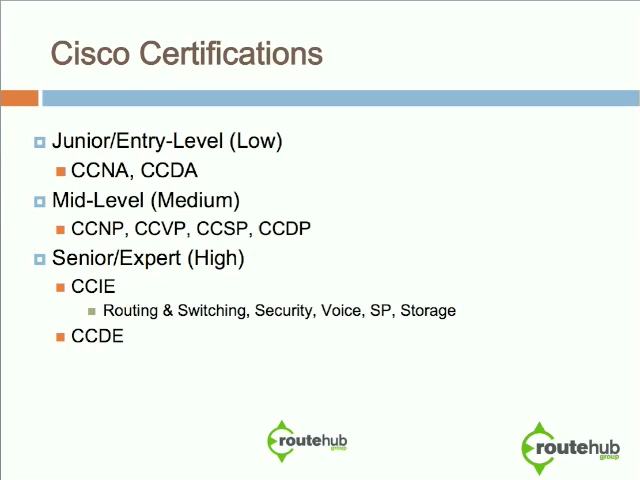 Cisco Certifications
Junior/Entry-Level (Low)
CCNA, CCDA
Mid-Level (Medium)
CCNP, CCVP, CCSP, CCDP
Senior/Expert (High)
CCIE
Routing & Switching, Security, Voice, SP, Storage
CCDE
routehub
group
routehub
group